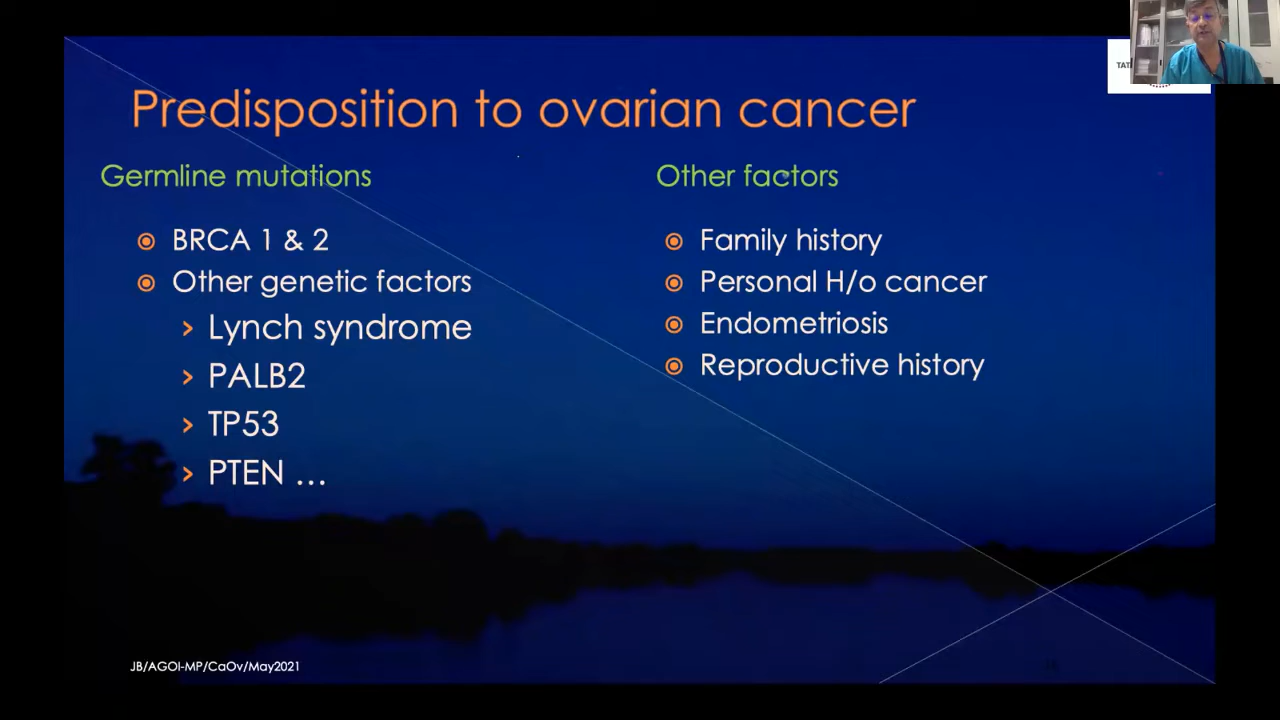 Predisposition to ovarian cancer
Germline mutations
BRCA 1 & 2
Other genetic factors
Lynch syndrome
PALB2
TP53
PTEN ...
Other factors
Family history
Personal H/o cancer
Endometriosis
Reproductive history
JB/AGOI-MP/CaOv/May2021